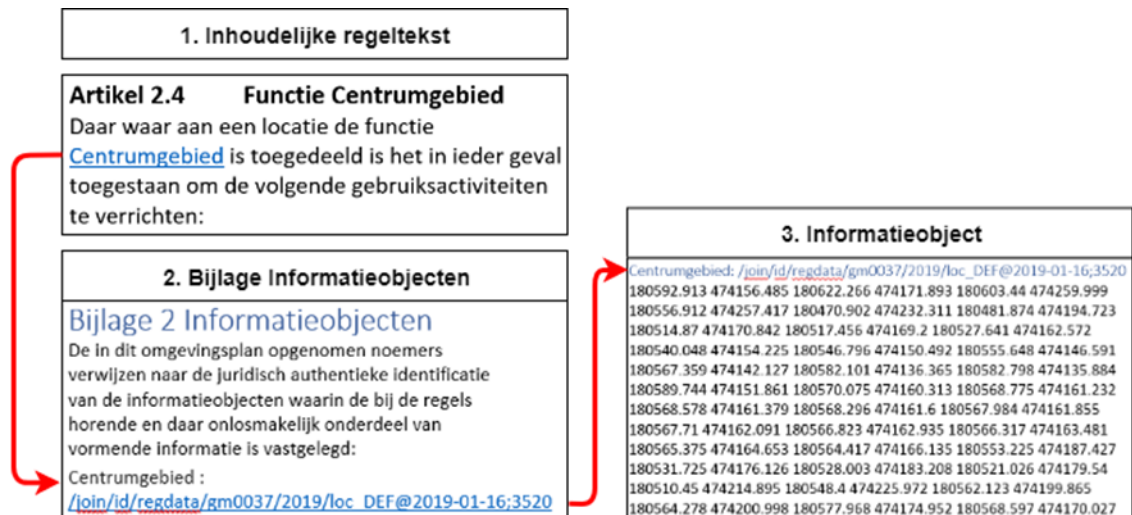 1. Inhoudelijke regeltekst
Artikel 2.4 Functie Centrumgebied
Daar waar aan een locatie de functie
Centrumgebied is toegedeeld is het in ieder geval
toegestaan om de volgende gebruiksactiviteiten
te verrichten:
2. Bijlage Informatieobjecten
Bijlage 2 Informatieobjecten
De in dit omgevingsplan opgenomen noemers
verwijzen naar de juridisch authentieke identificatie
van de informatieobjecten waarin de bij de regels
horende en daar onlosmakelijk onderdeel van
vormende informatie is vastgelegd:
Centrumgebied :
/join/id/regdata/gm0037/2019/loc_DEF@2019-01-16;3520
3. Informatieobject
Centrumgebied: /join/id/regdata/gm0037/2019/loc_DEF@2019-01-16;3520
180592.913 474156.485 180622.266 474171.893 180603.44 474259.999
180556.912 474257.417 180470.902 474232.311 180481.874 474194.723
180514.87 474170.842 180517.456 474169.2 180527.641 474162.572
180540.048 474154.225 180546.796 474150.492 180555.648 474146.591
180567.359 474142.127 180582.101 474136.365 180582.798 474135.884
180589.744 474151.861 180570.075 474160.313 180568.775 474161.232
180568.578 474161.379 180568.296 474161.6 180567.984 474161.855
180567.71 474162.091 180566.823 474162.935 180566.317 474163.481
180565.375 474164.653 180564.417 474166.135 180553.225 474187.427
180531.725 474176.126 180528.003 474183.208 180521.026 474179.54
180510.45 474214.895 180548.4 474225.972 180562.123 474199.865
180564.278 474200.998 180577.968 474174.952 180568.597 474170.027